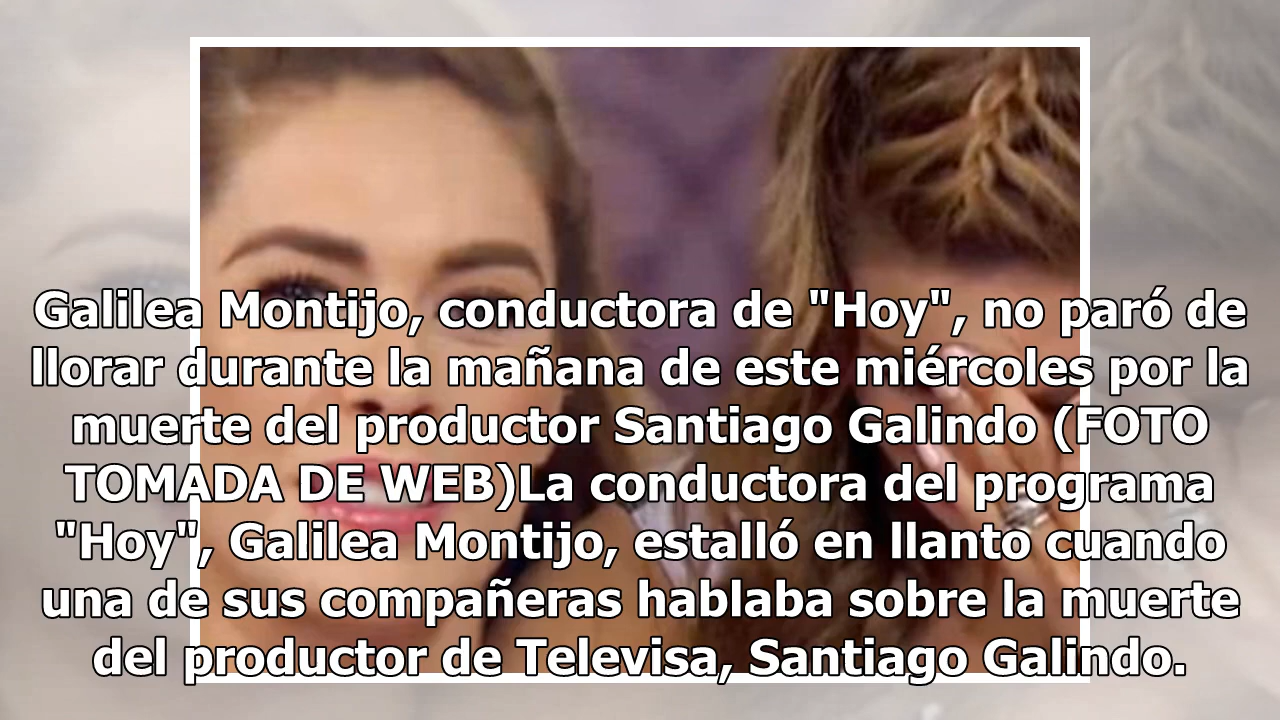 Galilea Montijo, conductora de "Hoy", no paró de
llorar durante la mañana de este miércoles por la
muerte del productor Santiago Galindo (FOTO
TOMADA DE WEB)La conductora del programa
"Hoy", Galilea Montijo, estalló en llanto cuando
una de sus compañeras hablaba sobre la muerte
del productor de Televisa, Santiago Galindo.